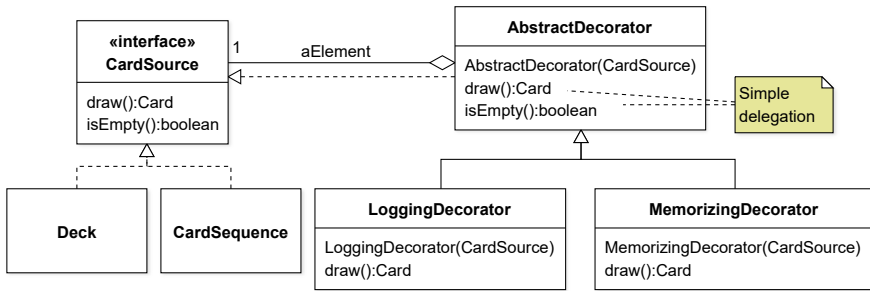 «interface»
CardSource
draw():Card
isEmpty():boolean
1
aElement
AbstractDecorator
AbstractDecorator(CardSource)
draw():Card
isEmpty():boolean
Simple
delegation
Deck
CardSequence
LoggingDecorator
LoggingDecorator(CardSource)
draw():Card
MemorizingDecorator
MemorizingDecorator(CardSource)
draw():Card